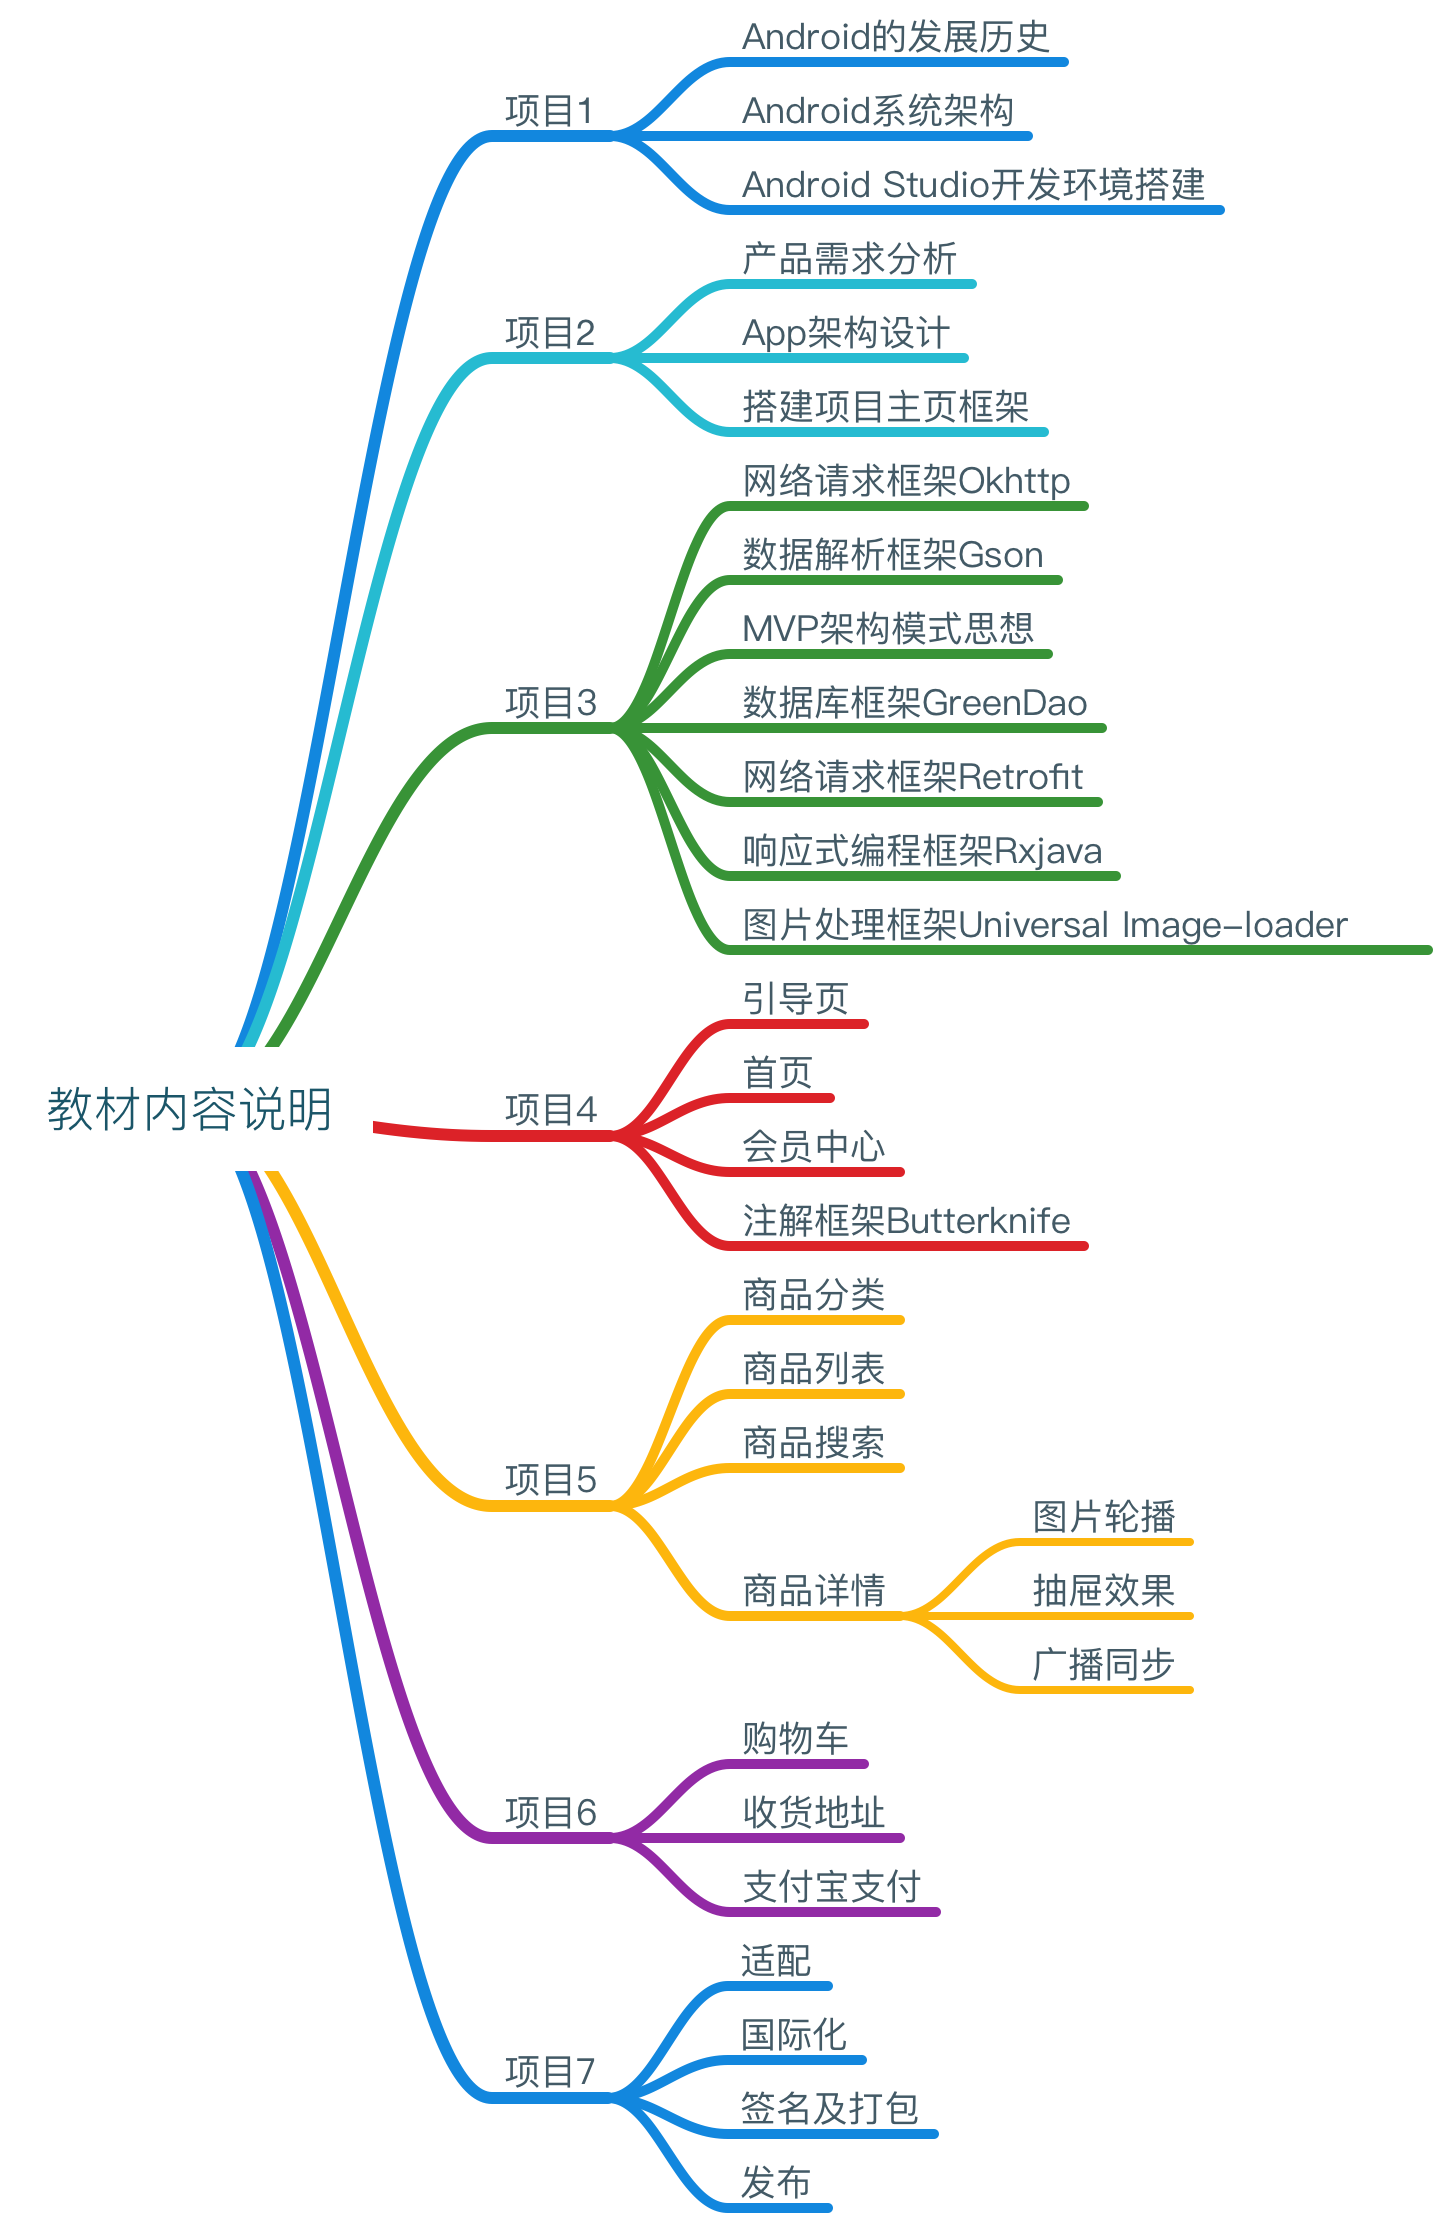 教材内容说明
项目1
Android的发展历史
Android系统架构
Android Studio开发环境搭建
项目2
产品需求分析
App架构设计
搭建项目主页框架
项目3
网络请求框架Okhttp
数据解析框架Gson
MVP架构模式思想
数据库框架GreenDao
网络请求框架Retrofit
响应式编程框架Rxjava
图片处理框架Universal Image-loader
项目4
引导页
首页
会员中心
注解框架Butterknife
项目5
商品分类
商品列表
商品搜索
商品详情
图片轮播
抽屉效果
广播同步
项目6
购物车
收货地址
支付宝支付
项目7
适配
国际化
签名及打包
发布